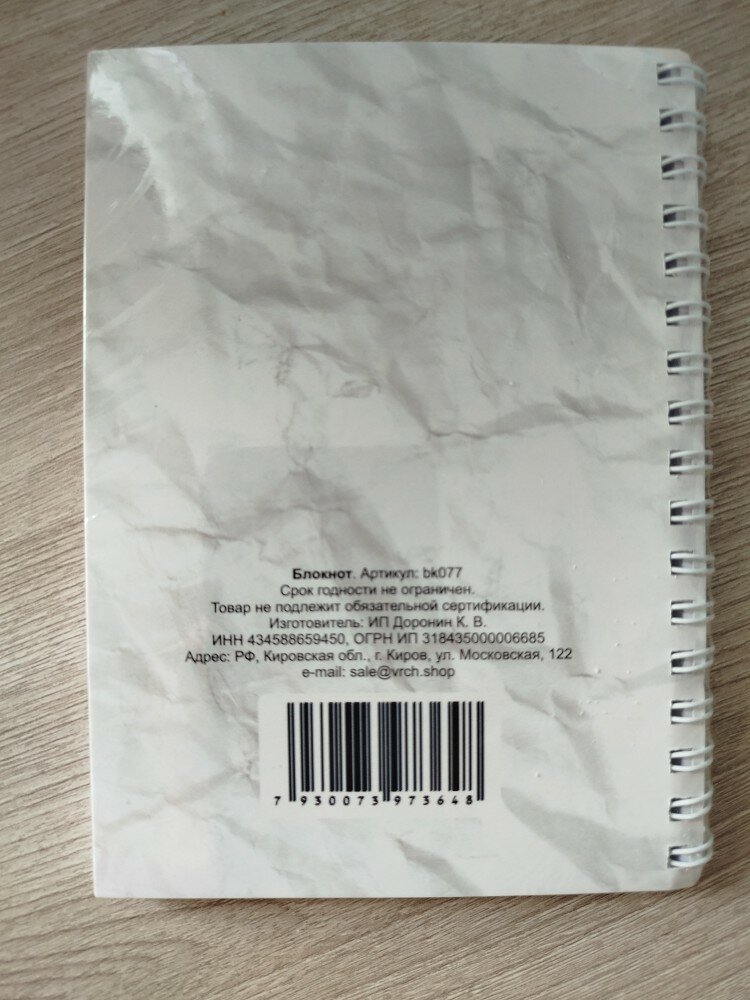 Блокнот. Артикул: bk077
Срок годности не ограничен.
Товар не подлежит обязательной сертификации.
Изготовитель: ИП Доронин К. В.
ИНН 434588659450, ОГРН ИП 318435000006685
Адрес: РФ, Кировская обл., г. Киров, ул. Московская, 122
e-mail: sale@vrch.shop
7 930073 973648